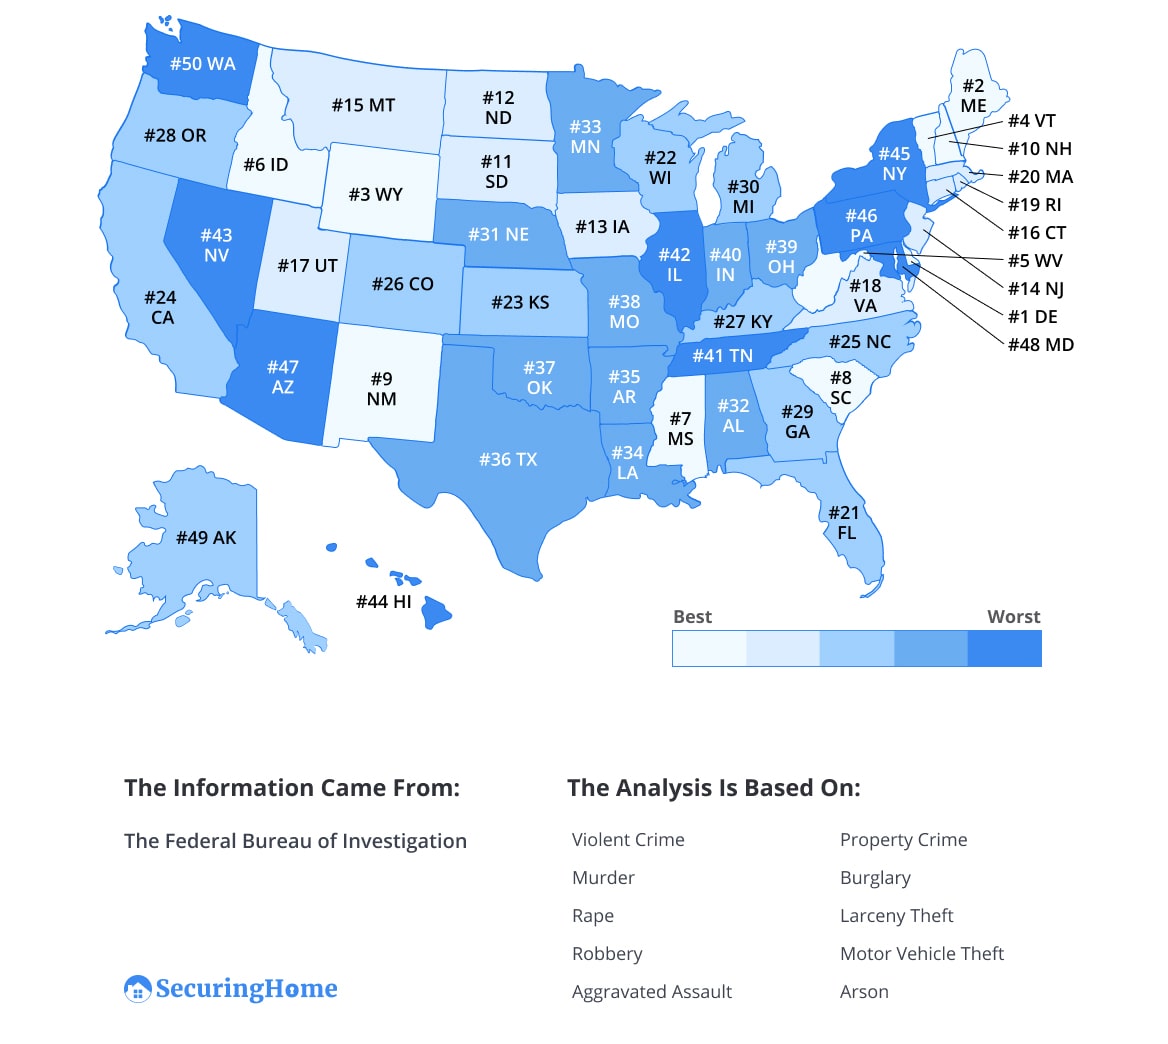 #50 WA
#28 OR
#6 ID
#15 MT
#12
ND
#11
SD
#33
MN
#22
WI
#30
MI
#3 WY
#43
NV
#17 UT
#24
CA
#26 CO
#31 NE
#13 IA
#23 KS
#38
MO
#42
IL
#40
IN
#39
OH
#46
PA
#45
NY
#2
ME
#4 VT
#10 NH
#20 MA
#19 RI
#16 CT
#5 WV
#14 NJ
#1 DE
#48 MD
#18
VA
#27 KY
#25 NC
#41 TN
#8
SC
#47
AZ
#9
NM
#37
OK
#35
AR
#7
MS
#32
AL
#29
GA
#36 TX
#34
LA
#21
FL
#49 AK
#44 HI
Best
Worst
The Information Came From:
The Federal Bureau of Investigation
The Analysis Is Based On:
Violent Crime
Murder
Rape
Robbery
Aggravated Assault
Property Crime
Burglary
Larceny Theft
Motor Vehicle Theft
Arson
SecuringHome